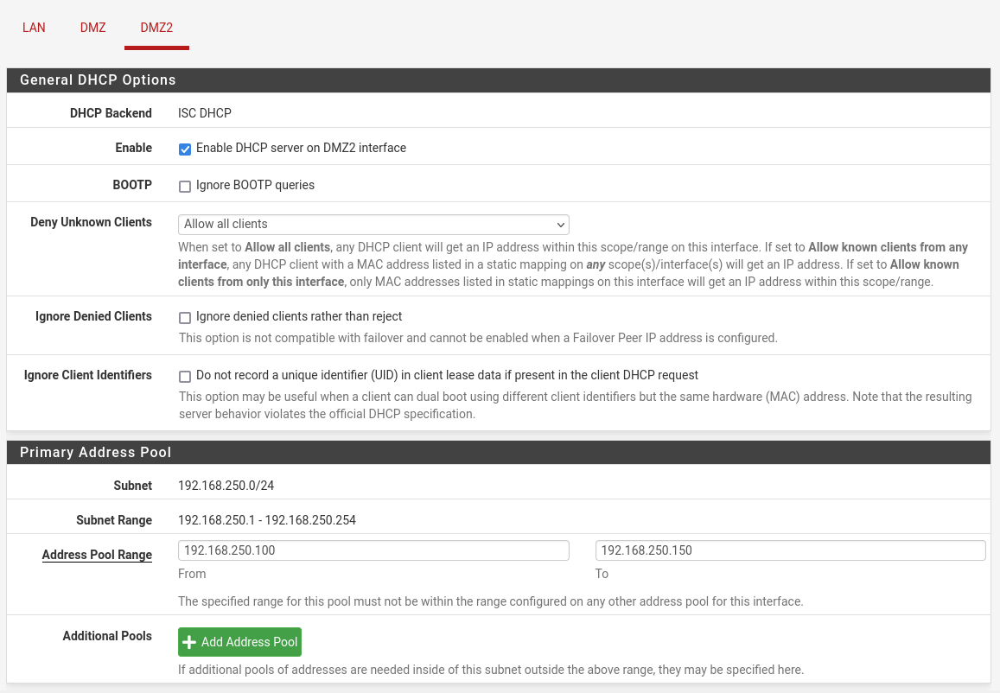 LAN DMZ DMZ2
General DHCP Options
DHCP Backend ISC DHCP
Enable Enable DHCP server on DMZ2 interface
BOOTP Ignore BOOTP queries
Deny Unknown Clients Allow all clients
When set to Allow all clients, any DHCP client will get an IP address within this scope/range on this interface. If set to Allow known clients from any
interface, any DHCP client with a MAC address listed in a static mapping on any scope(s)/interface(s) will get an IP address. If set to Allow known
clients from only this interface, only MAC addresses listed in static mappings on this interface will get an IP address within this scope/range.
Ignore Denied Clients Ignore denied clients rather than reject
This option is not compatible with failover and cannot be enabled when a Failover Peer IP address is configured.
Ignore Client Identifiers Do not record a unique identifier (UID) in client lease data if present in the client DHCP request
This option may be useful when a client can dual boot using different client identifiers but the same hardware (MAC) address. Note that the resulting
server behavior violates the official DHCP specification.
Primary Address Pool
Subnet 192.168.250.0/24
Subnet Range 192.168.250.1 - 192.168.250.254
Address Pool Range 192.168.250.100 192.168.250.150
From To
The specified range for this pool must not be within the range configured on any other address pool for this interface.
Additional Pools Add Address Pool
If additional pools of addresses are needed inside of this subnet outside the above range, they may be specified here.